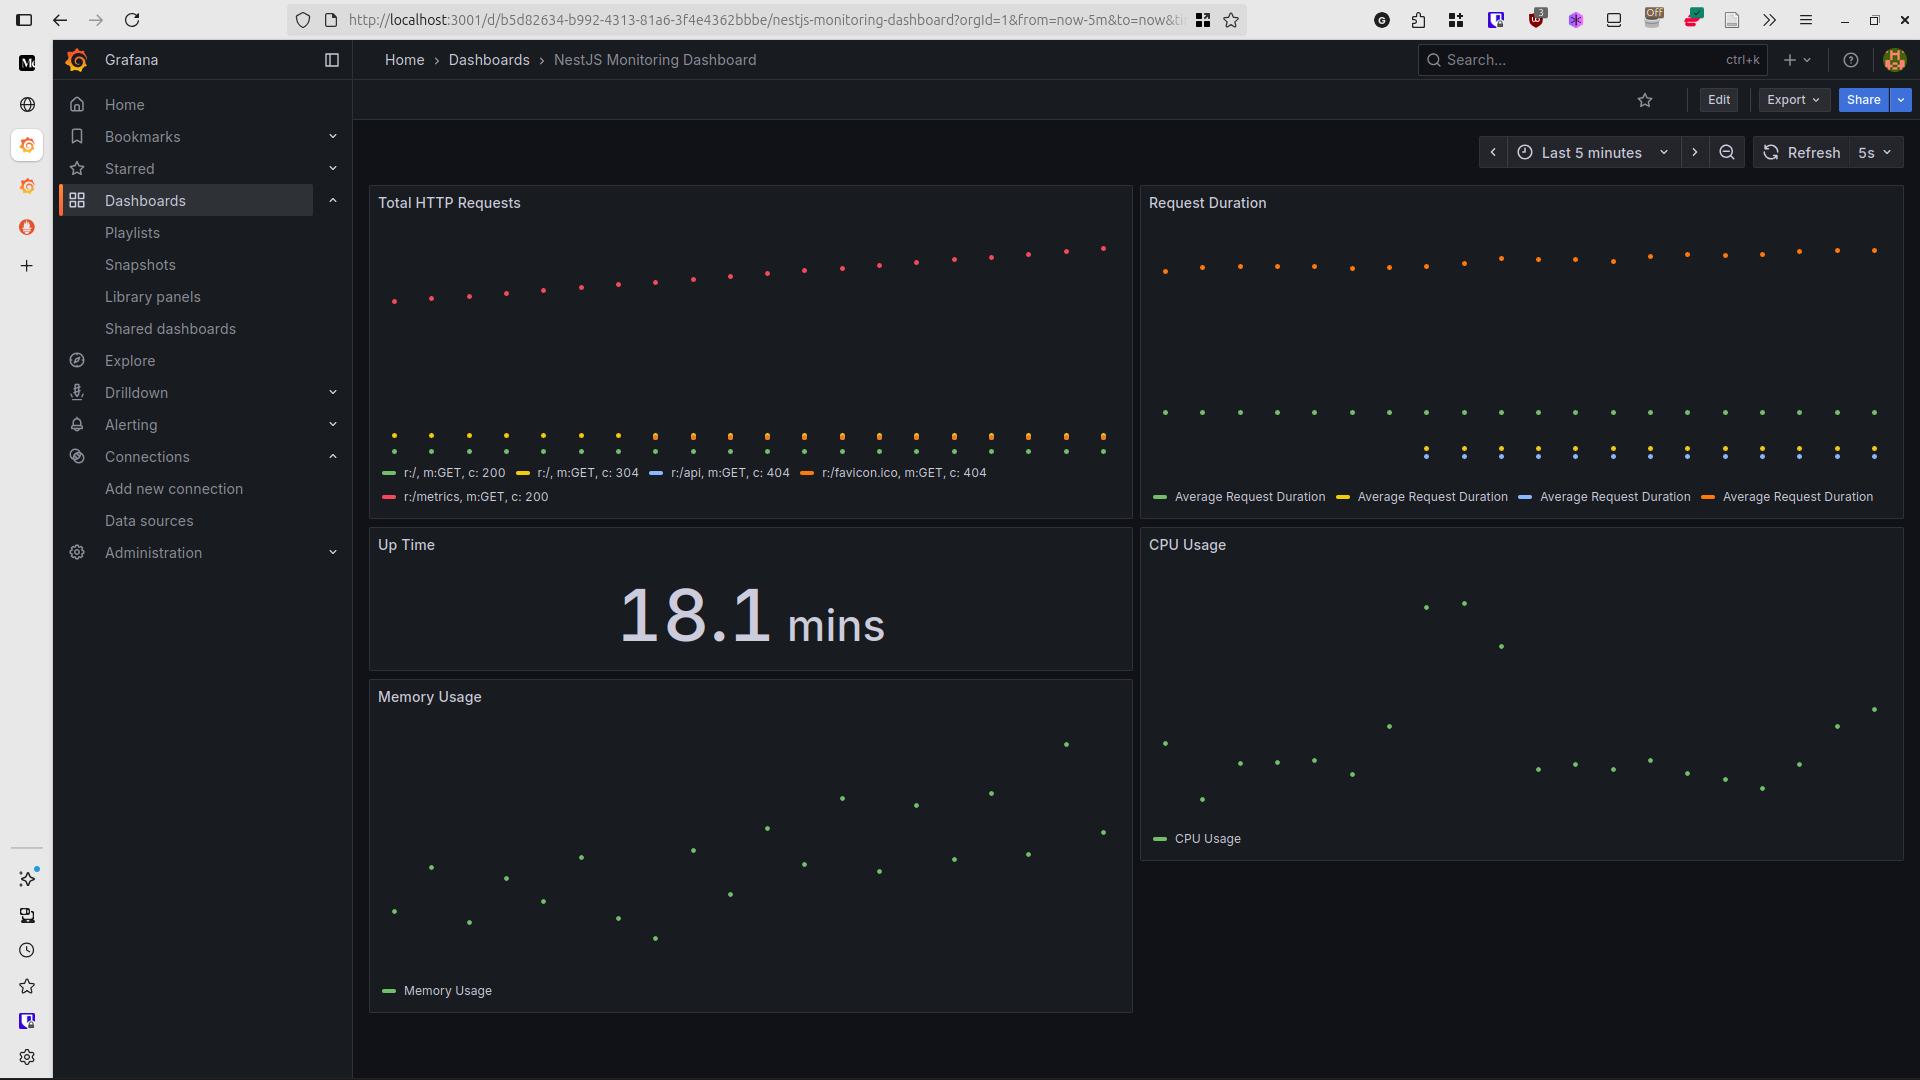 http://localhost:3001/d/b5d82634-b992-4313-81a6-3f4e4362bbbe/nestjs-monitoring-dashboard?orgId=1&from=now-5m&to=now&ti
3
Off
Grafana
Home › Dashboards › NestJS Monitoring Dashboard
Search...
ctrl+k
Edit
Export
Share
Home
Bookmarks
Starred
Dashboards
Playlists
Snapshots
Library panels
Shared dashboards
Explore
Drilldown
Alerting
Connections
Add new connection
Data sources
Administration
Last 5 minutes
Refresh
5s
Total HTTP Requests
r:/, m:GET, c: 200 r:/, m:GET, c: 304 r:/api, m:GET, c: 404 r:/favicon.ico, m:GET, c: 404
r:/metrics, m:GET, c: 200
Request Duration
Average Request Duration Average Request Duration Average Request Duration Average Request Duration
Up Time
18.1 mins
CPU Usage
CPU Usage
Memory Usage
Memory Usage